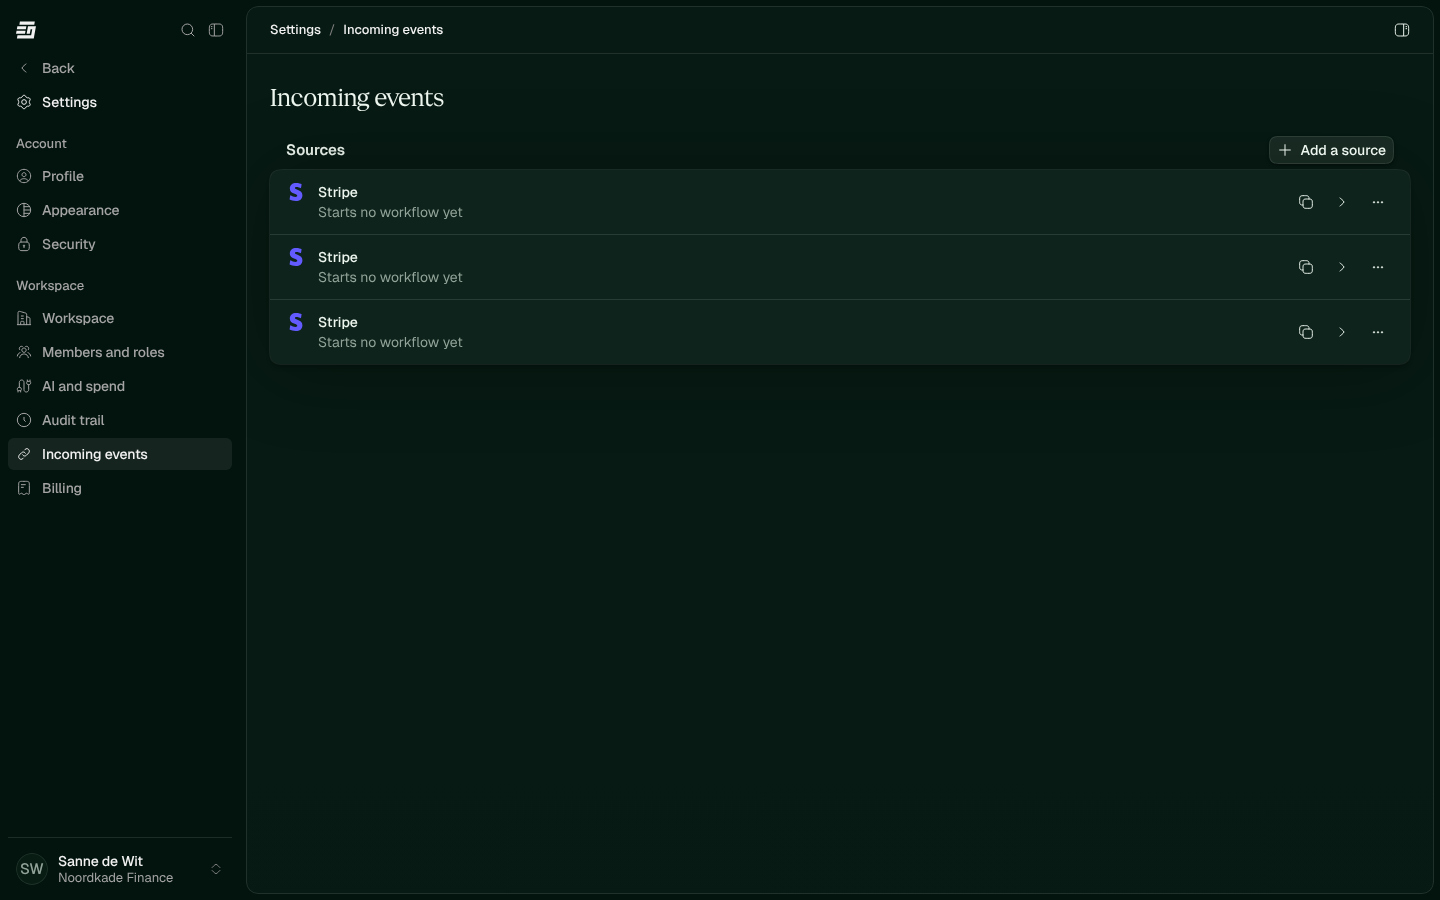 Settings / Incoming events
Back
Settings
Account
Profile
Appearance
Security
Workspace
Workspace
Members and roles
AI and spend
Audit trail
Incoming events
Billing
SW
Sanne de Wit
Noordkade Finance
Incoming events
Sources
Add a source
Stripe
Starts no workflow yet
Stripe
Starts no workflow yet
Stripe
Starts no workflow yet